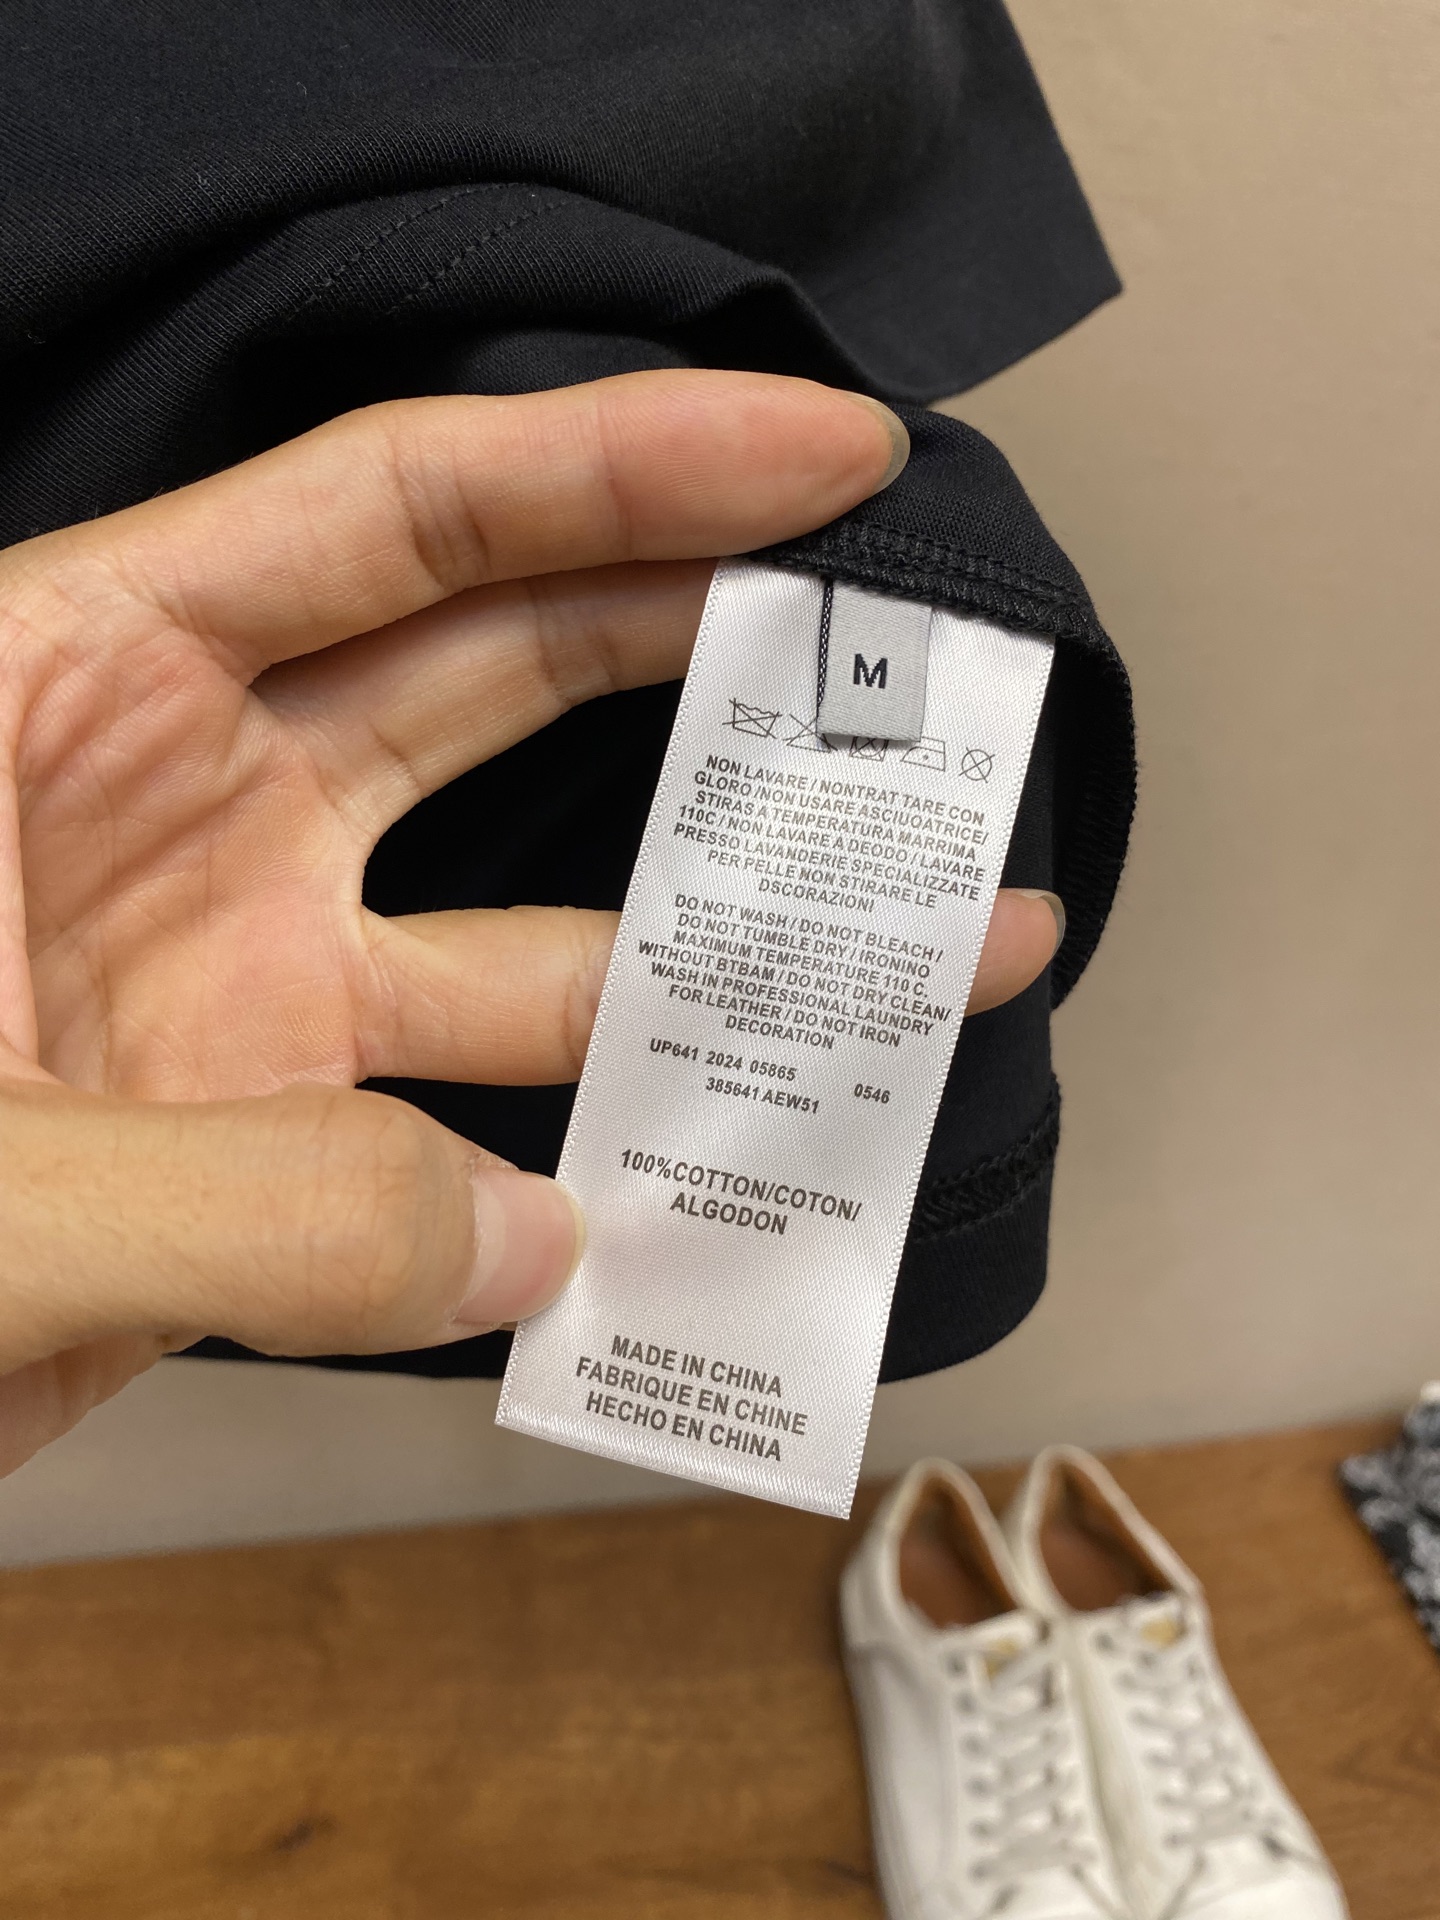 M
NON LAVARE / NONTRAT TARE CON
GLORO /NON USARE ASCIUOATRICE/
STIRAS A TEMPERATURA MARRIMA
110C / NON LAVARE A DEODO / LAVARE
PRESSO LAVANDERIE SPECIALIZZATE
PER PELLE NON STIRARE LE
DSCORAZIONI
DO NOT WASH / DO NOT BLEACH /
DO NOT TUMBLE DRY / IRONINO
MAXIMUM TEMPERATURE 110 C.
WITHOUT BTBAM / DO NOT DRY CLEAN/
WASH IN PROFESSIONAL LAUNDRY
FOR LEATHER / DO NOT IRON
DECORATION
UP641 2024 05865 0546
385641 AEW51
100%COTTON/COTON/
ALGODON
MADE IN CHINA
FABRIQUE EN CHINE
HECHO EN CHINA